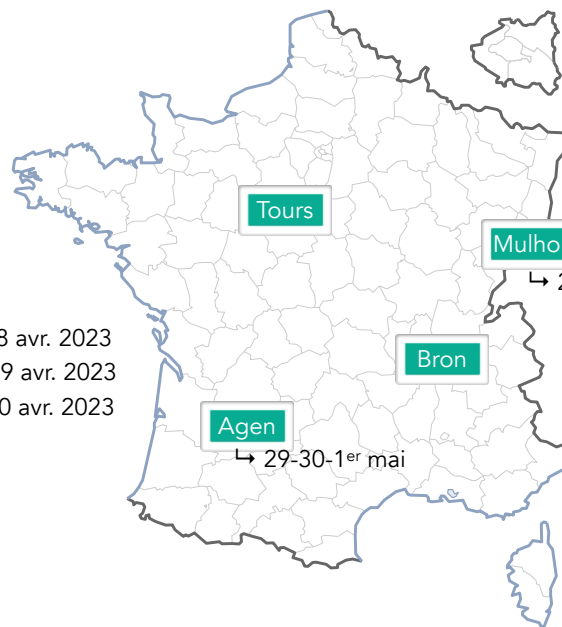 Tours
Mulho
↳ 2
8 avr. 2023
Bron
9 avr. 2023
0 avr. 2023
Agen
↳ 29-30-1er mai